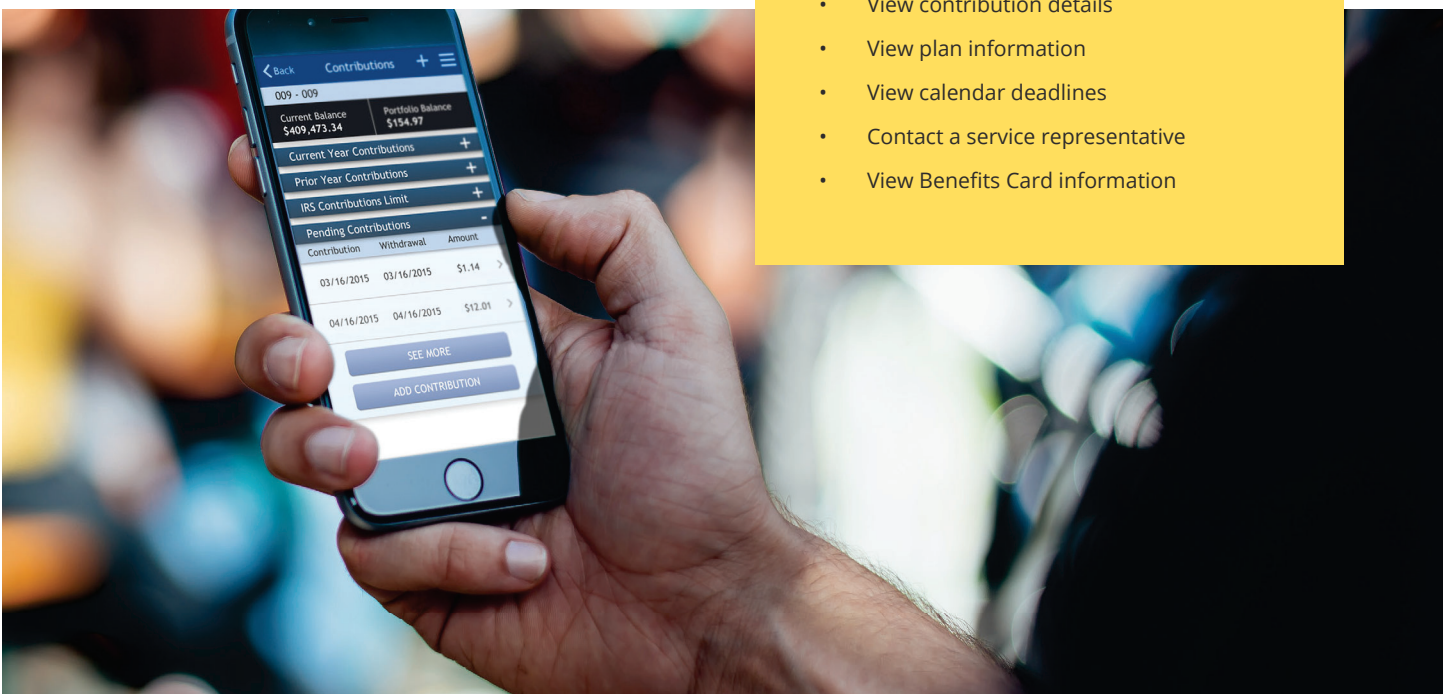 Back Contributions
009 - 009
Current Balance Portfolio Balance
$409,473.34 $154.97
Current Year Contributions +
Prior Year Contributions +
IRS Contributions Limit +
Pending Contributions -
Contribution Withdrawal Amount
03/16/2015 03/16/2015 $1.14
04/16/2015 04/16/2015 $12.01
SEE MORE
ADD CONTRIBUTION
• View contribution details
• View plan information
• View calendar deadlines
• Contact a service representative
• View Benefits Card information